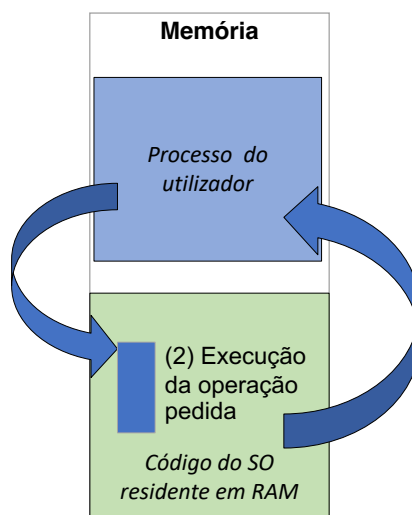 Memória
Processo do
utilizador
(2) Execução
da operação
pedida
Código do SO
residente em RAM